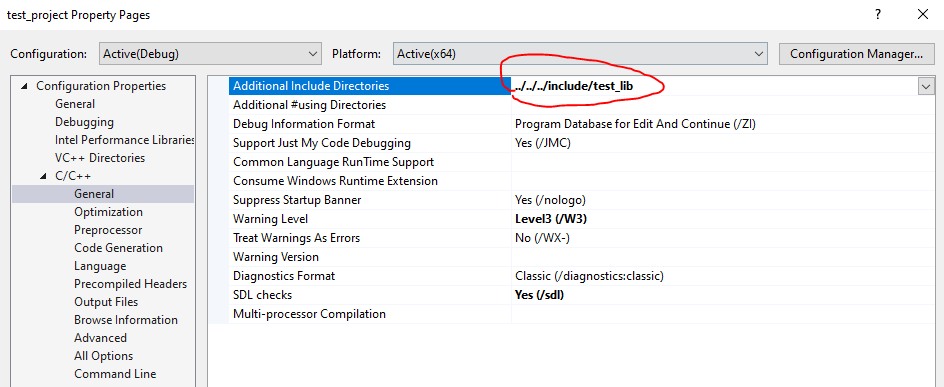 test_project Property Pages ? ×
Configuration: Active(Debug) Platform: Active(x64) Configuration Manager...
Configuration Properties
General
Debugging
Intel Performance Libraries
VC++ Directories
C/C++
General
Optimization
Preprocessor
Code Generation
Language
Precompiled Headers
Output Files
Browse Information
Advanced
All Options
Command Line
Additional Include Directories ../../../include/test_lib
Additional #using Directories
Debug Information Format Program Database for Edit And Continue (/ZI)
Support Just My Code Debugging Yes (/JMC)
Common Language RunTime Support
Consume Windows Runtime Extension
Suppress Startup Banner Yes (/nologo)
Warning Level Level3 (/W3)
Treat Warnings As Errors No (/WX-)
Warning Version
Diagnostics Format Classic (/diagnostics:classic)
SDL checks Yes (/sdl)
Multi-processor Compilation